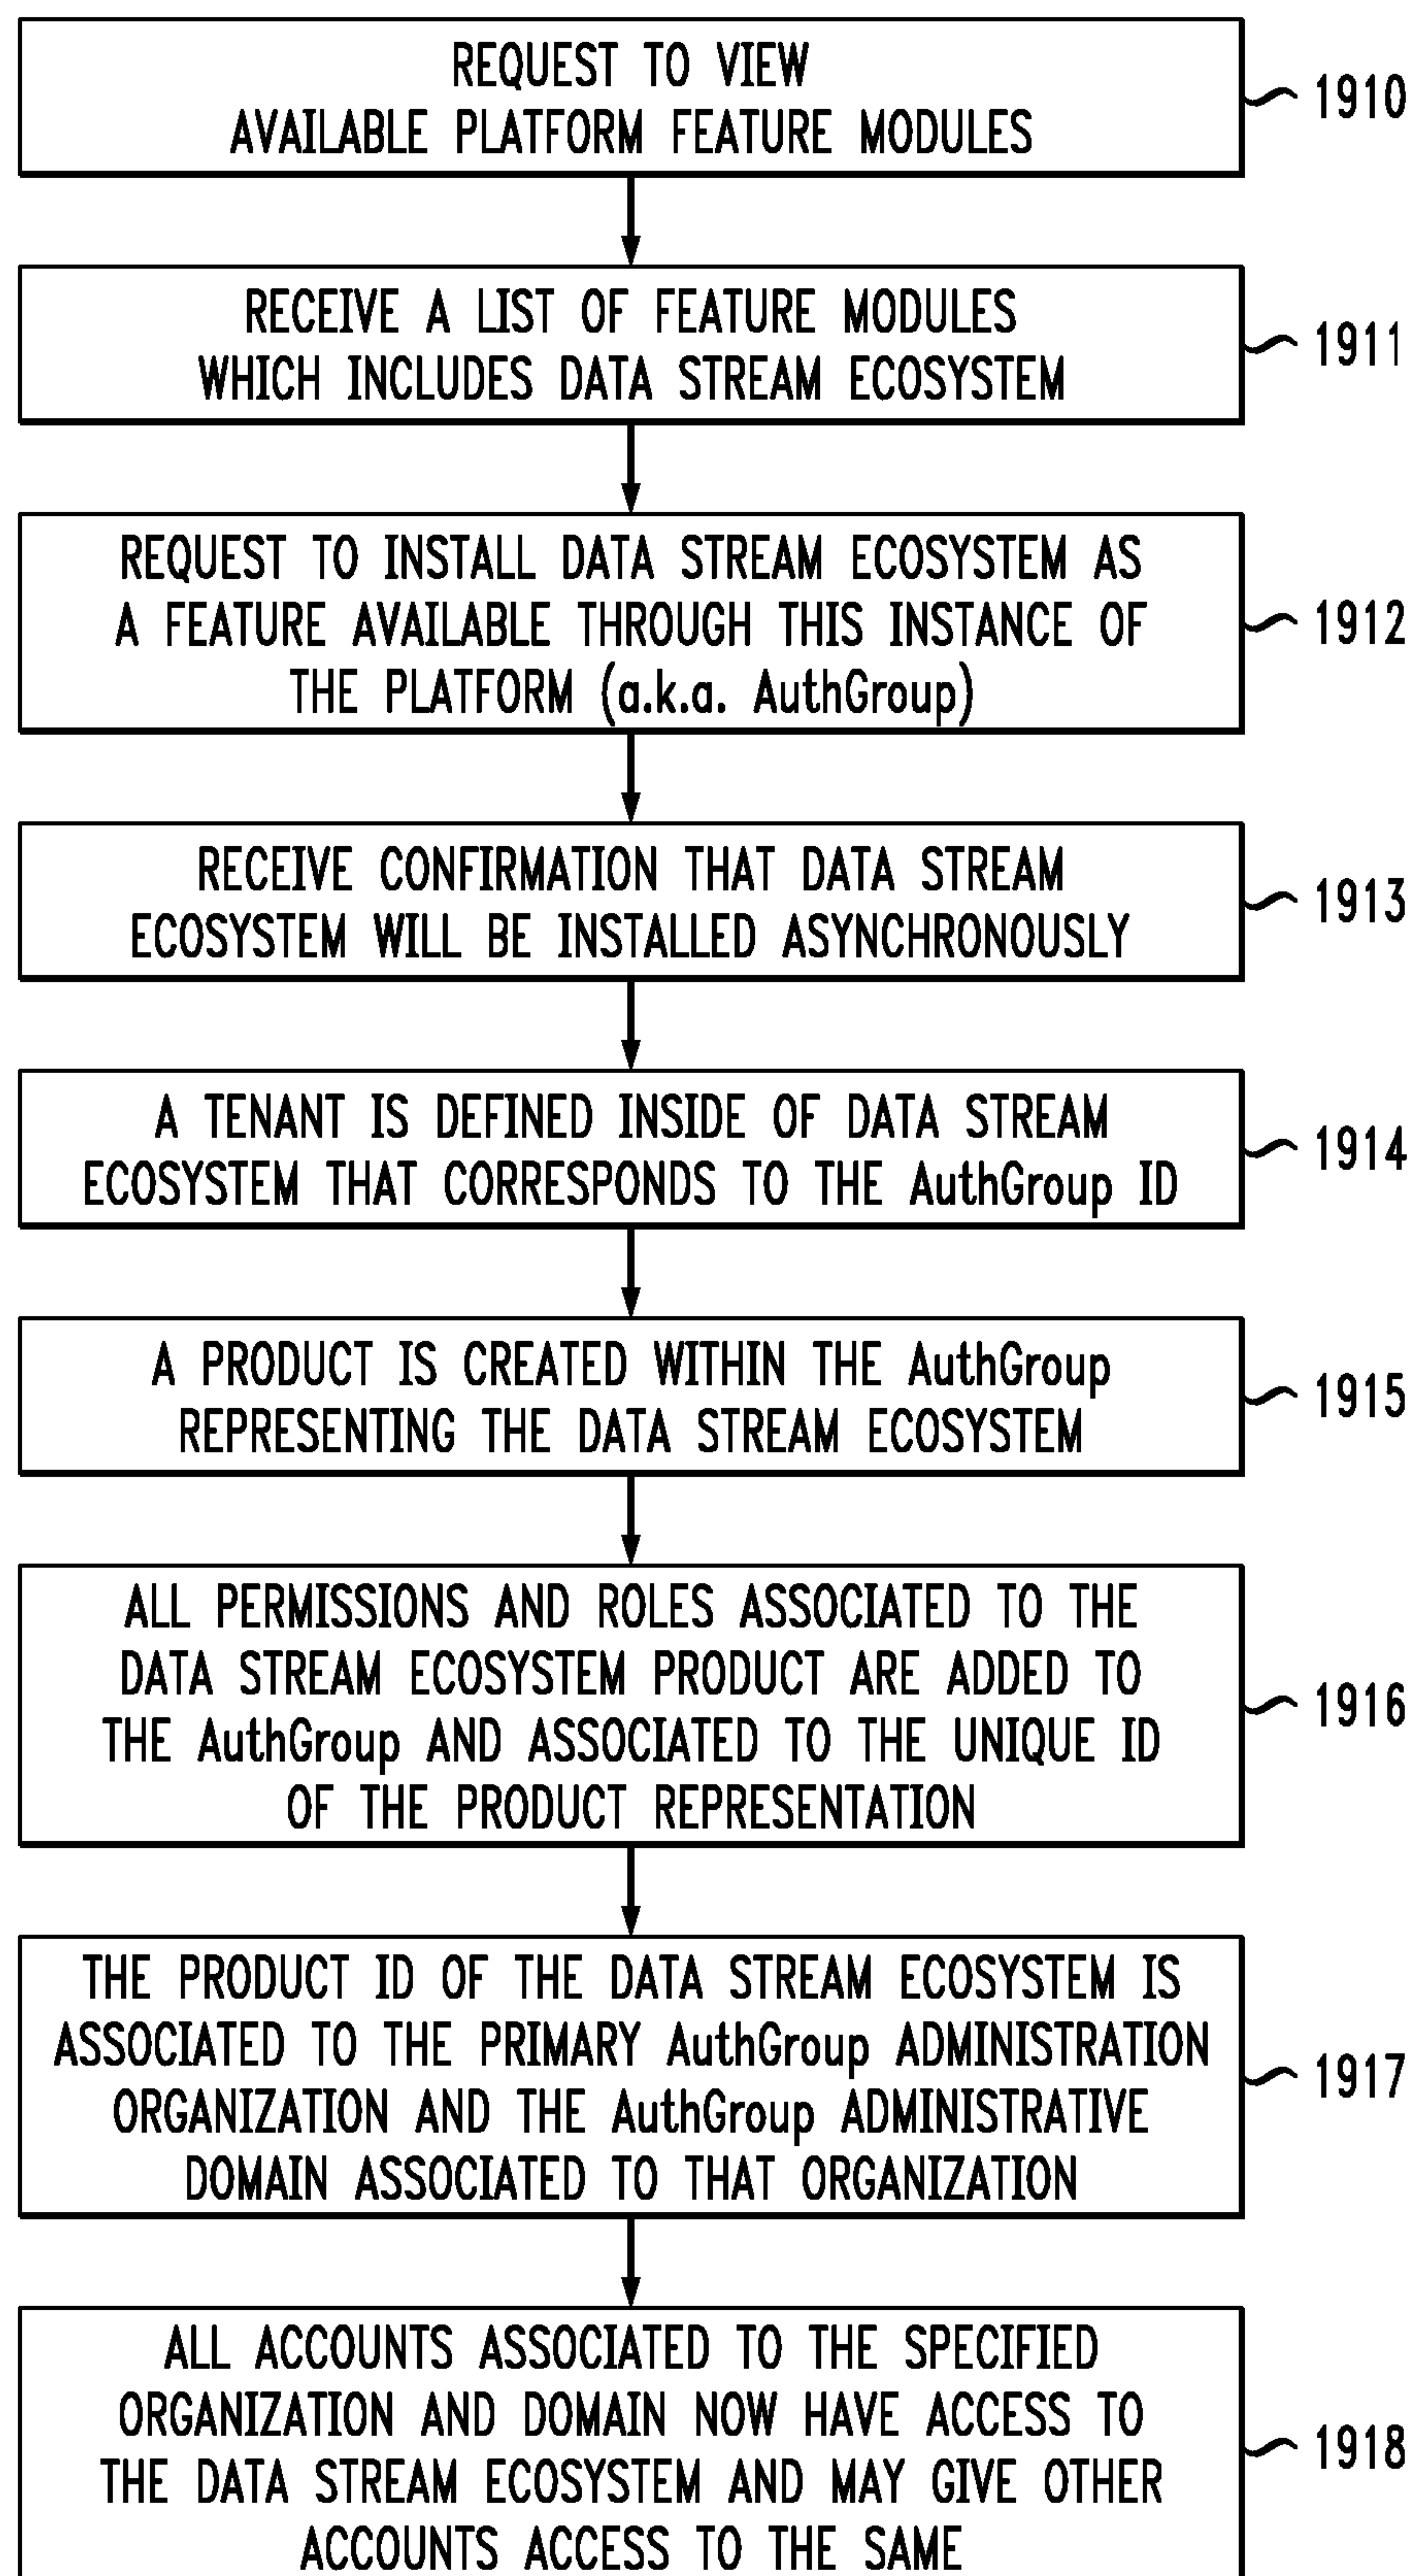 REQUEST TO VIEW
AVAILABLE PLATFORM FEATURE MODULES
1910
RECEIVE A LIST OF FEATURE MODULES
WHICH INCLUDES DATA STREAM ECOSYSTEM
1911
REQUEST TO INSTALL DATA STREAM ECOSYSTEM AS
A FEATURE AVAILABLE THROUGH THIS INSTANCE OF
THE PLATFORM (a.k.a. AuthGroup)
1912
RECEIVE CONFIRMATION THAT DATA STREAM
ECOSYSTEM WILL BE INSTALLED ASYNCHRONOUSLY
1913
A TENANT IS DEFINED INSIDE OF DATA STREAM
ECOSYSTEM THAT CORRESPONDS TO THE AuthGroup ID
1914
A PRODUCT IS CREATED WITHIN THE AuthGroup
REPRESENTING THE DATA STREAM ECOSYSTEM
1915
ALL PERMISSIONS AND ROLES ASSOCIATED TO THE
DATA STREAM ECOSYSTEM PRODUCT ARE ADDED TO
THE AuthGroup AND ASSOCIATED TO THE UNIQUE ID
OF THE PRODUCT REPRESENTATION
1916
THE PRODUCT ID OF THE DATA STREAM ECOSYSTEM IS
ASSOCIATED TO THE PRIMARY AuthGroup ADMINISTRATION
ORGANIZATION AND THE AuthGroup ADMINISTRATIVE
DOMAIN ASSOCIATED TO THAT ORGANIZATION
1917
ALL ACCOUNTS ASSOCIATED TO THE SPECIFIED
ORGANIZATION AND DOMAIN NOW HAVE ACCESS TO
THE DATA STREAM ECOSYSTEM AND MAY GIVE OTHER
ACCOUNTS ACCESS TO THE SAME
1918